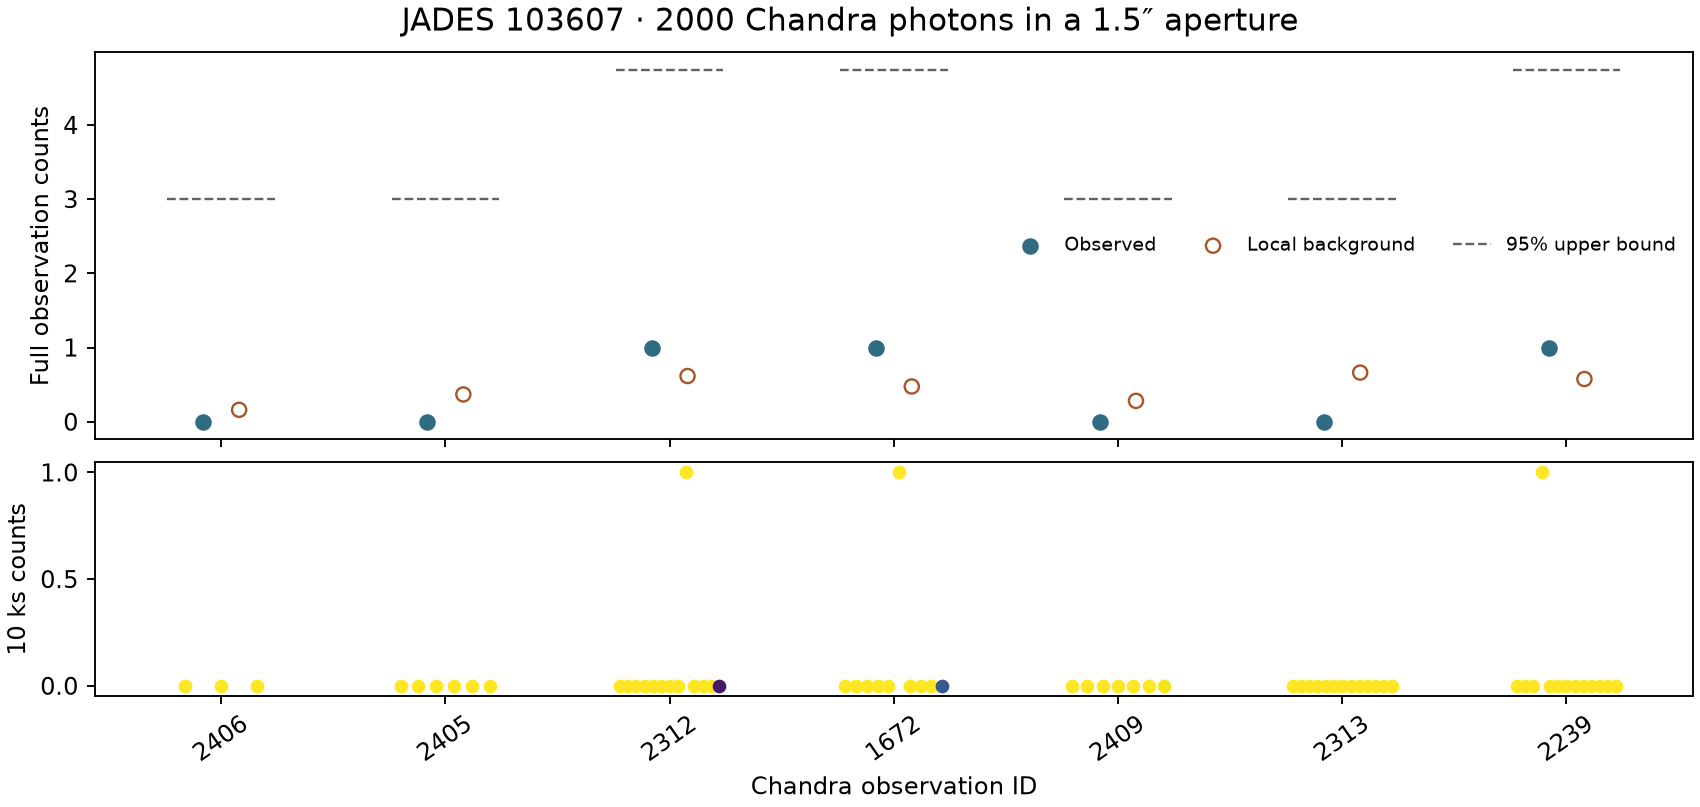 JADES 103607 · 2000 Chandra photons in a 1.5″ aperture
Full observation counts
4
3
2
1
0
Observed
Local background
95% upper bound
10 ks counts
1.0
0.5
0.0
2406
2405
2312
1672
2409
2313
2239
Chandra observation ID